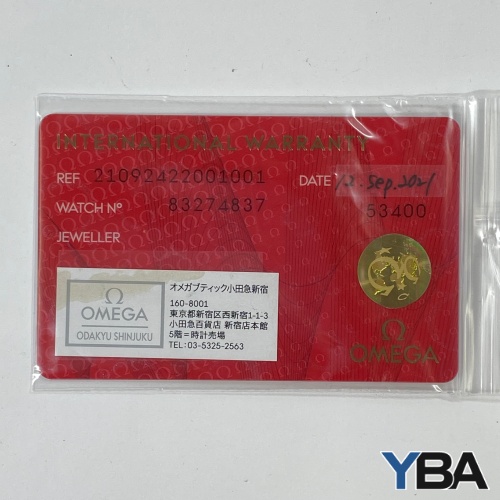 INTERNATIONAL WARRANTY
REF 21092422001001 DATE 12. Sep. 2021
WATCH Nº 83274837 53400
JEWELLER
オメガブティック小田急新宿
160-8001
東京都新宿区西新宿1-1-3
小田急百貨店 新宿店本館
5階=時計売場
TEL:03-5325-2563
Ω
OMEGA
ODAKYU SHINJUKU
Ω
OMEGA
YBA